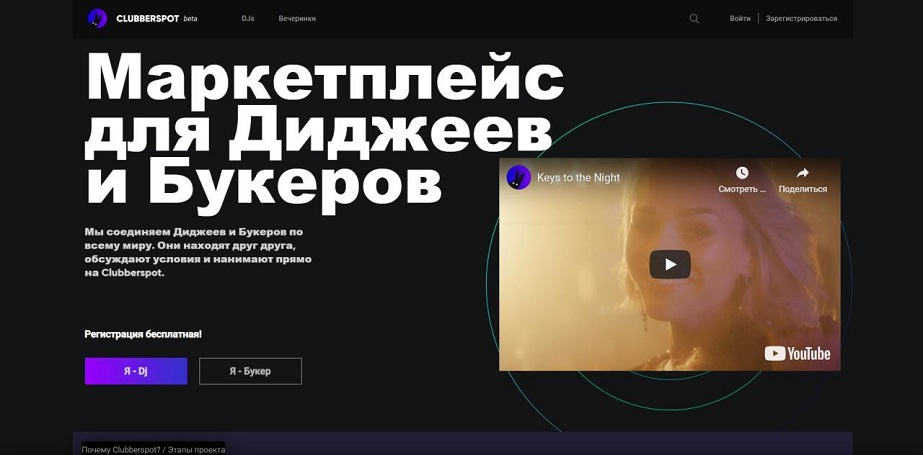 CLUBBERSPOT beta
DJs
Вечеринки
Войти
Зарегистрироваться
Маркетплейс
для Диджеев
и Букеров
Мы соединяем Диджеев и Букеров по
всему миру. Они находят друг друга,
обсуждают условия и нанимают прямо
на Clubberspot.
Регистрация бесплатная!
Я - Dj
Я - Букер
Keys to the Night
Смотреть ...
Поделиться
YouTube
Почему Clubberspot? / Этапы проекта